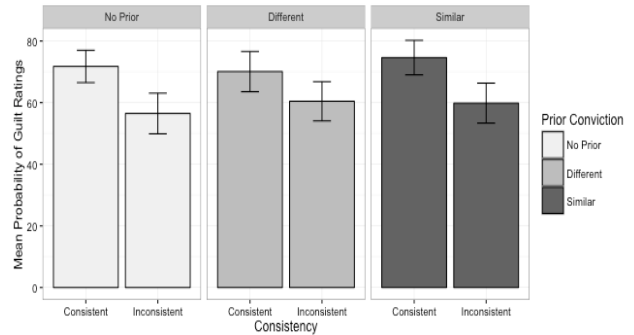 No Prior
Different
Similar
Mean Probability of Guilt Ratings
80
60
40
20
0
Consistent Inconsistent
Consistent Inconsistent
Consistent Inconsistent
Consistency
Prior Conviction
No Prior
Different
Similar